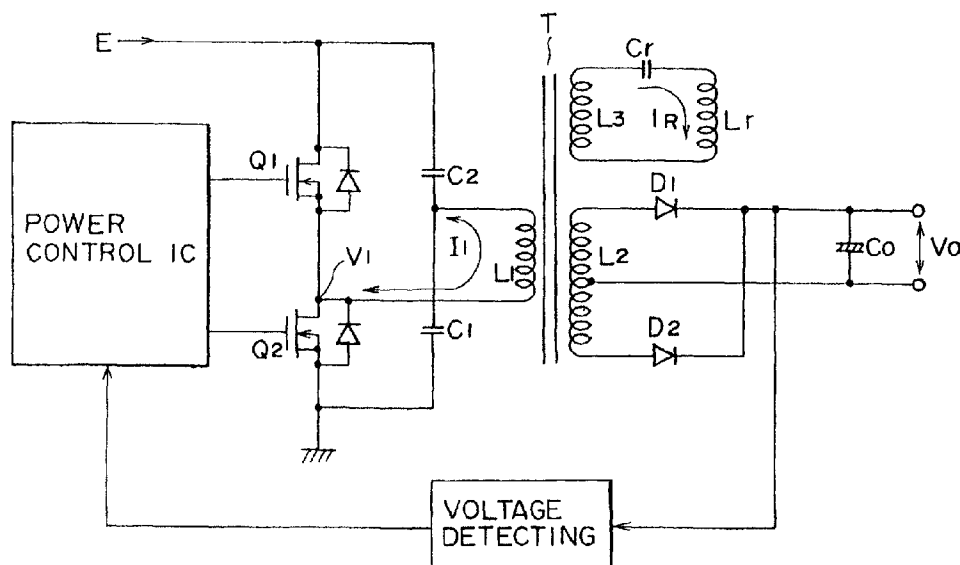 T
E
Cr
L3
IR
Lr
Q1
C2
D1
POWER
CONTROL IC
V1
I1
L1
L2
Co
Vo
Q2
C1
D2
VOLTAGE
DETECTING